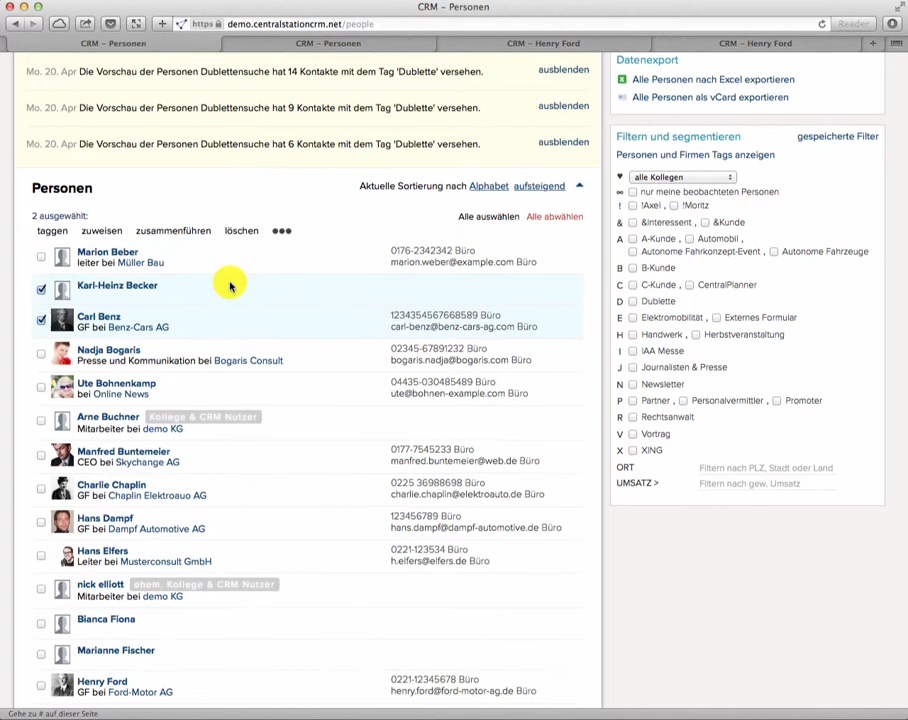 CRM – Personen
https demo.centralstationcrm.net/people
Reader
CRM – Personen
CRM – Personen
CRM – Henry Ford
CRM – Henry Ford
Mo. 20. Apr Die Vorschau der Personen Dublettensuche hat 14 Kontakte mit dem Tag 'Dublette' versehen. ausblenden
Mo. 20. Apr Die Vorschau der Personen Dublettensuche hat 9 Kontakte mit dem Tag 'Dublette' versehen. ausblenden
Mo. 20. Apr Die Vorschau der Personen Dublettensuche hat 6 Kontakte mit dem Tag 'Dublette' versehen. ausblenden
Personen
Aktuelle Sortierung nach Alphabet aufsteigend
2 ausgewählt:
Alle auswählen Alle abwählen
taggen zuweisen zusammenführen löschen
Marion Beber
leiter bei Müller Bau
0176-2342342 Büro
marion.weber@example.com Büro
Karl-Heinz Becker
Carl Benz
GF bei Benz-Cars AG
1234354567668589 Büro
carl-benz@benz-cars-ag.com Büro
Nadja Bogaris
Presse und Kommunikation bei Bogaris Consult
02345-67891232 Büro
bogaris.nadja@bogaris.com Büro
Ute Bohnenkamp
bei Online News
04435-030485489 Büro
ute@bohnen-example.com Büro
Arne Buchner Kollege & CRM Nutzer
Mitarbeiter bei demo KG
Manfred Buntemeier
CEO bei Skychange AG
0177-7545233 Büro
manfred.buntemeier@web.de Büro
Charlie Chaplin
GF bei Chaplin Elektroauo AG
0225 36988698 Büro
charlie.chaplin@elektroauto.de Büro
Hans Dampf
GF bei Dampf Automotive AG
123456789 Büro
hans.dampf@dampf-automotive.de Büro
Hans Elfers
Leiter bei Musterconsult GmbH
0221-123534 Büro
h.elfers@elfers.de Büro
nick elliott ehem. Kollege & CRM Nutzer
Mitarbeiter bei demo KG
Bianca Fiona
Marianne Fischer
Henry Ford
GF bei Ford-Motor AG
0221-12345678 Büro
henry.ford@ford-motor-ag.de Büro
Datenexport
Alle Personen nach Excel exportieren
Alle Personen als vCard exportieren
Filtern und segmentieren gespeicherte Filter
Personen und Firmen Tags anzeigen
alle Kollegen
nur meine beobachteten Personen
! !Axel , !Moritz
& &Interessent , &Kunde
A A-Kunde , Automobil ,
Autonome Fahrkonzept-Event , Autonome Fahrzeuge
B B-Kunde
C C-Kunde , CentralPlanner
D Dublette
E Elektromobilität , Externes Formular
H Handwerk , Herbstveranstaltung
I IAA Messe
J Journalisten & Presse
N Newsletter
P Partner , Personalvermittler , Promoter
R Rechtsanwalt
V Vortrag
X XING
ORT Filtern nach PLZ, Stadt oder Land
UMSATZ > Filtern nach gew. Umsatz
Gehe zu # auf dieser Seite